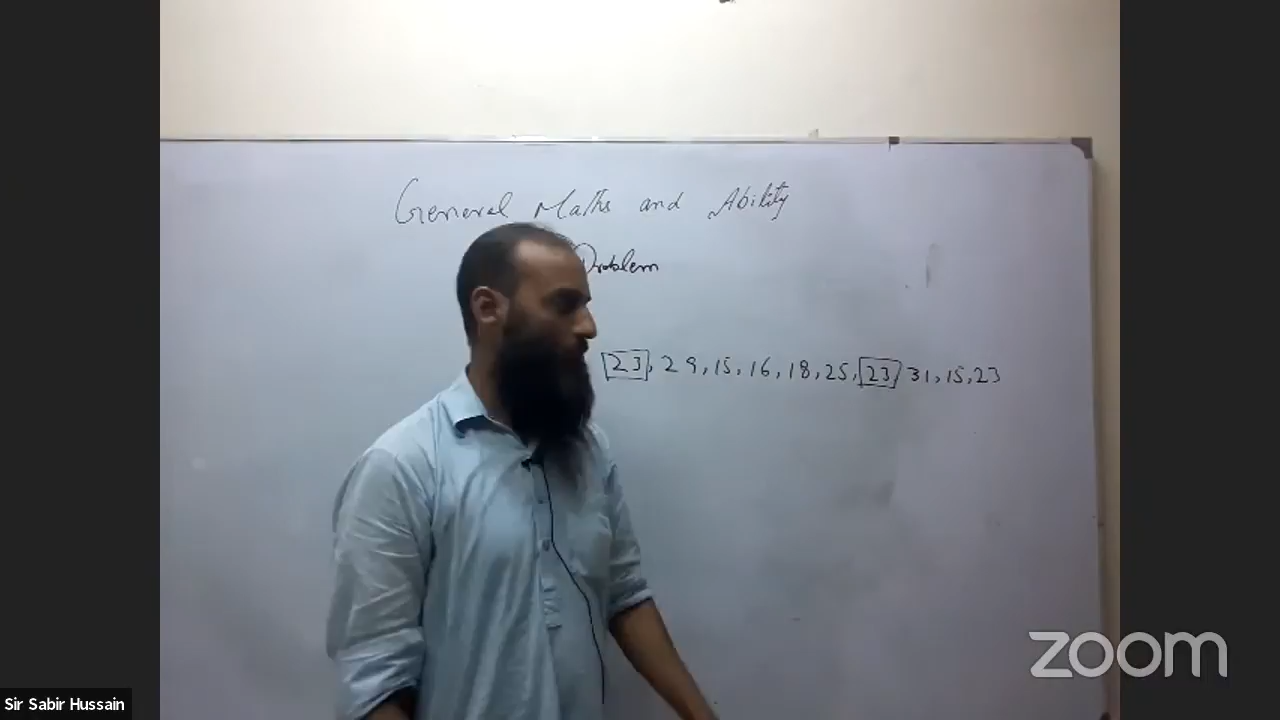 General Maths and Ability
Problem
23, 29, 15, 16, 18, 25, 23, 31, 15, 23
zoom
Sir Sabir Hussain